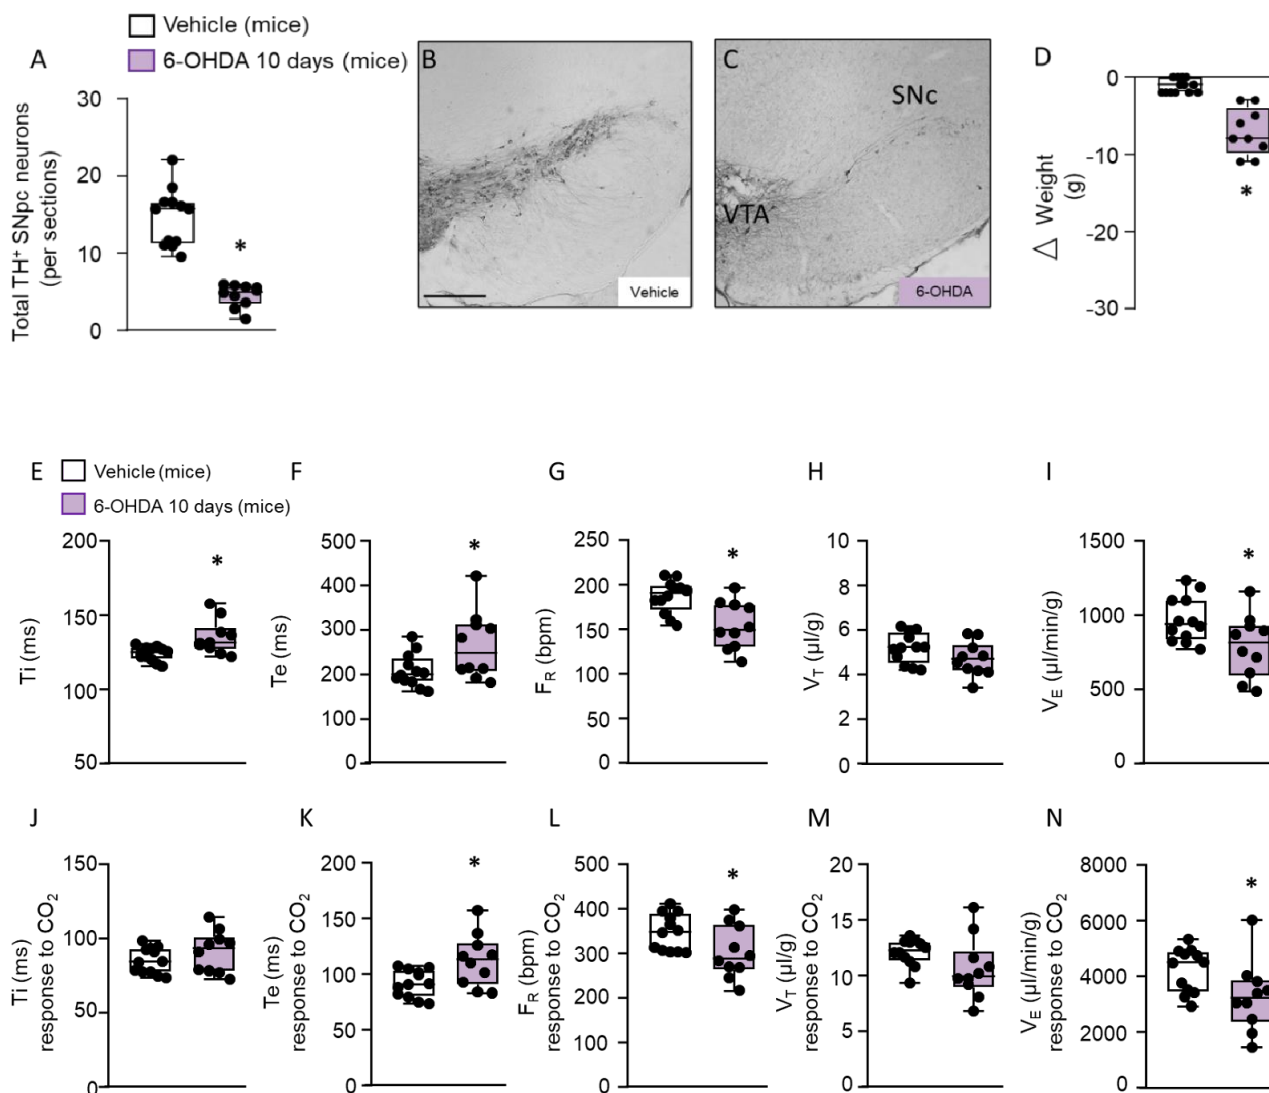 Vehicle (mice)
6-OHDA 10 days (mice)
A
Total TH+ SNpc neurons
(per sections)
30
20
10
0
*
B
Vehicle
C
SNc
VTA
6-OHDA
D
△ Weight
(g)
0
-10
-20
-30
*
E
Vehicle (mice)
6-OHDA 10 days (mice)
Ti (ms)
200
150
100
50
*
F
Te (ms)
500
400
300
200
100
0
*
G
FR (bpm)
250
200
150
100
50
0
*
H
VT (µl/g)
10
8
6
4
2
0
I
VE (µl/min/g)
1500
1000
500
0
*
J
Ti (ms)
response to CO2
150
100
50
0
K
Te (ms)
response to CO2
200
150
100
50
0
*
L
FR (bpm)
response to CO2
500
400
300
200
100
0
*
M
VT (µl/g)
response to CO2
20
15
10
5
0
N
VE (µl/min/g)
response to CO2
8000
6000
4000
2000
0
*